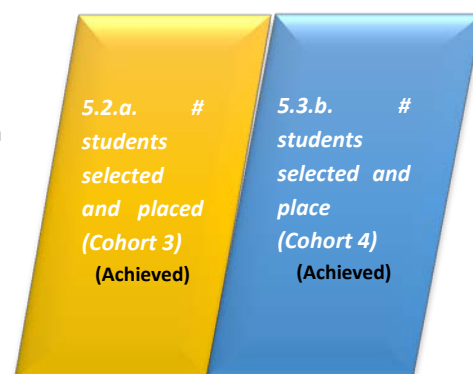 5.2.a. #
students
selected
and placed
(Cohort 3)
(Achieved)
5.3.b. #
students
selected and
place
(Cohort 4)
(Achieved)